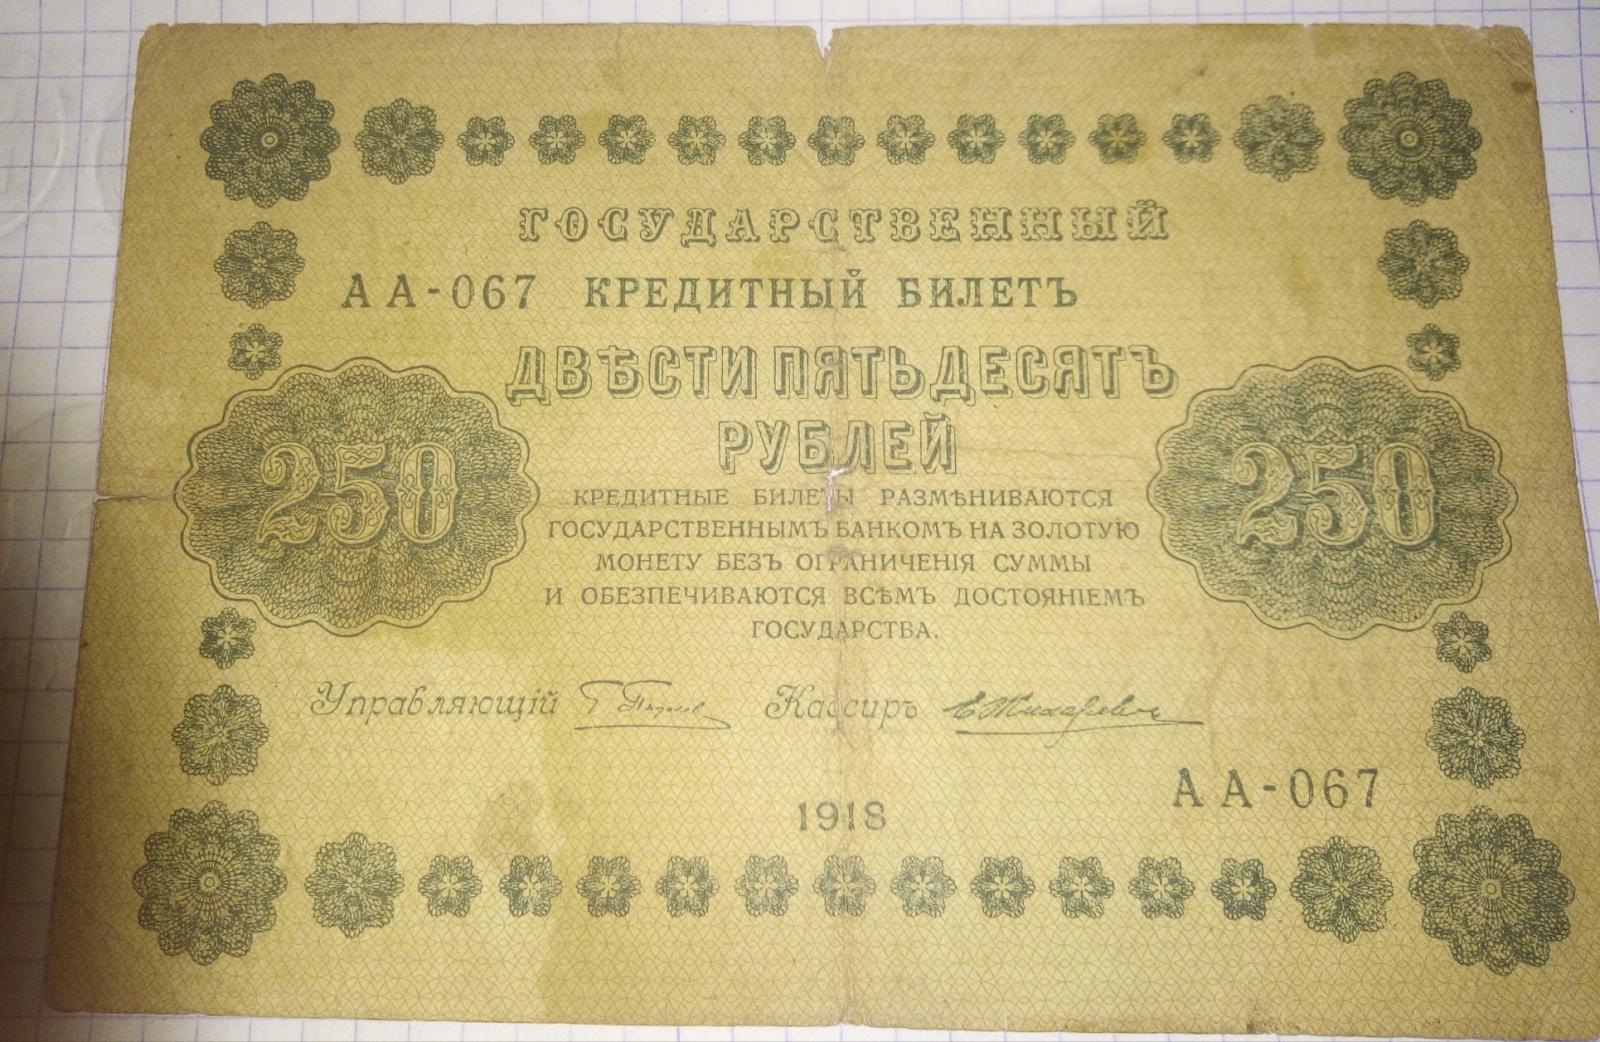 ГОСУДАРСТВЕННЫЙ
АА-067 КРЕДИТНЫЙ БИЛЕТЪ
ДВѢСТИ ПЯТЬДЕСЯТЪ
РУБЛЕЙ
250
250
КРЕДИТНЫЕ БИЛЕТЫ РАЗМѢНИВАЮТСЯ
ГОСУДАРСТВЕННЫМЪ БАНКОМЪ НА ЗОЛОТУЮ
МОНЕТУ БЕЗЪ ОГРАНИЧЕНІЯ СУММЫ
И ОБЕЗПЕЧИВАЮТСЯ ВСѢМЪ ДОСТОЯНІЕМЪ
ГОСУДАРСТВА.
Управляющій Кассиръ
АА-067
1918